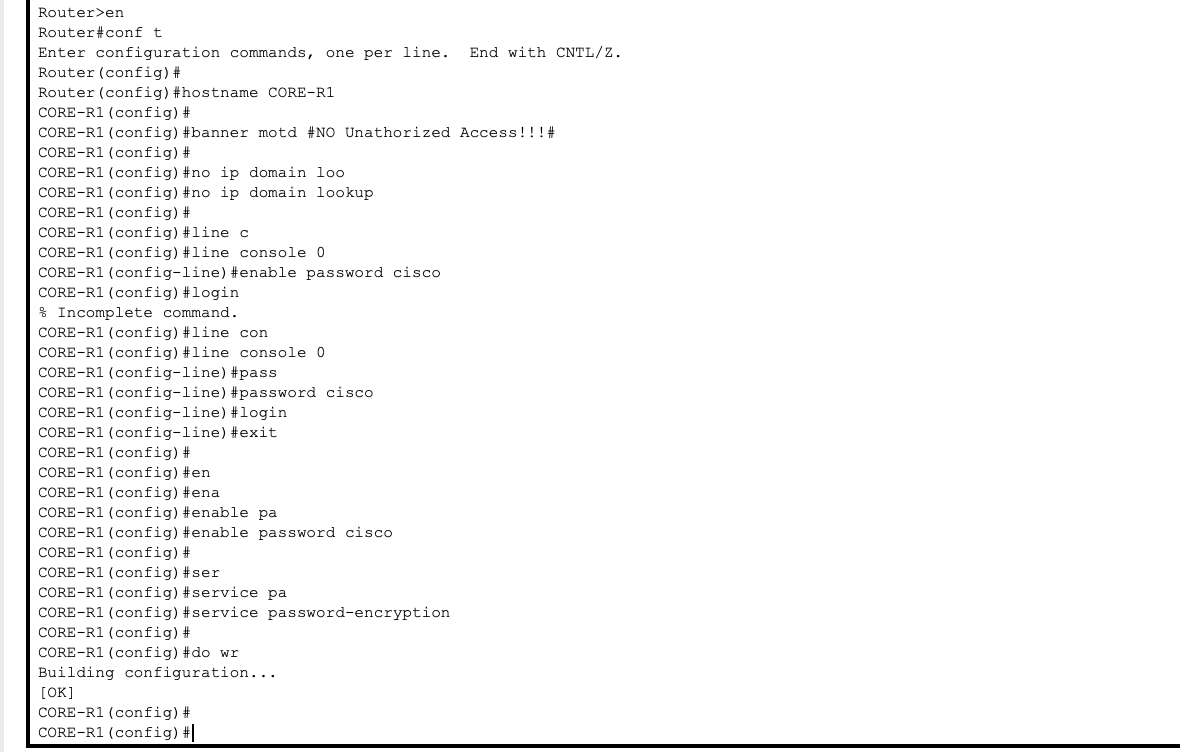 Router>en
Router#conf t
Enter configuration commands, one per line.  End with CNTL/Z.
Router(config)#
Router(config)#hostname CORE-R1
CORE-R1(config)#
CORE-R1(config)#banner motd #NO Unathorized Access!!!#
CORE-R1(config)#
CORE-R1(config)#no ip domain loo
CORE-R1(config)#no ip domain lookup
CORE-R1(config)#
CORE-R1(config)#line c
CORE-R1(config)#line console 0
CORE-R1(config-line)#enable password cisco
CORE-R1(config)#login
% Incomplete command.
CORE-R1(config)#line con
CORE-R1(config)#line console 0
CORE-R1(config-line)#pass
CORE-R1(config-line)#password cisco
CORE-R1(config-line)#login
CORE-R1(config-line)#exit
CORE-R1(config)#
CORE-R1(config)#en
CORE-R1(config)#ena
CORE-R1(config)#enable pa
CORE-R1(config)#enable password cisco
CORE-R1(config)#
CORE-R1(config)#ser
CORE-R1(config)#service pa
CORE-R1(config)#service password-encryption
CORE-R1(config)#
CORE-R1(config)#do wr
Building configuration...
[OK]
CORE-R1(config)#
CORE-R1(config)#